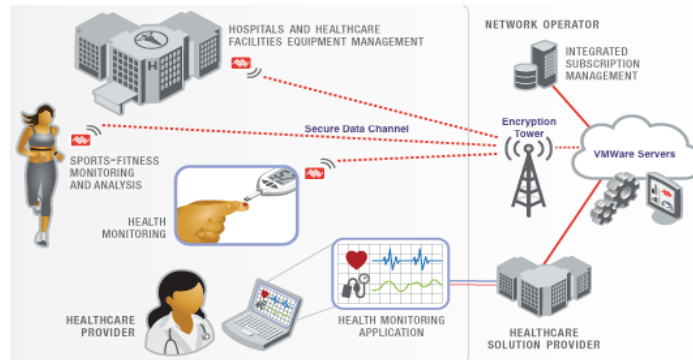 HOSPITALS AND HEALTHCARE
FACILITIES EQUIPMENT MANAGEMENT
H
NETWORK OPERATOR
INTEGRATED
SUBSCRIPTION
MANAGEMENT
Encryption
Tower
Secure Data Channel
VMWare Servers
SPORTS-FITNESS
MONITORING
AND ANALYSIS
HEALTH
MONITORING
HEALTHCARE
PROVIDER
HEALTH MONITORING
APPLICATION
HEALTHCARE
SOLUTION PROVIDER